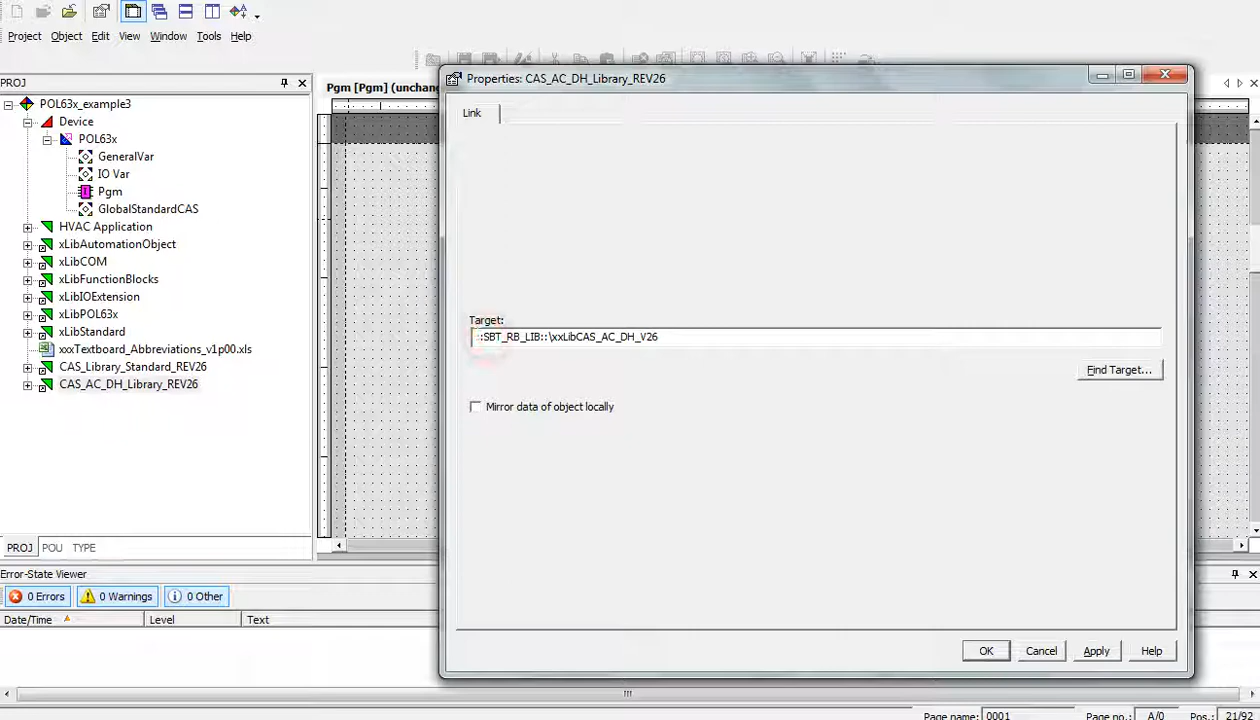 Project Object Edit View Window Tools Help
PROJ
POL63x_example3
Device
POL63x
GeneralVar
IO Var
Pgm
GlobalStandardCAS
HVAC Application
xLibAutomationObject
xLibCOM
xLibFunctionBlocks
xLibIOExtension
xLibPOL63x
xLibStandard
xxxTextboard_Abbreviations_v1p00.xls
CAS_Library_Standard_REV26
CAS_AC_DH_Library_REV26
PROJ POU TYPE
Pgm [Pgm] (unchang
Properties: CAS_AC_DH_Library_REV26
Link
Target:
::SBT_RB_LIB::\xxLibCAS_AC_DH_V26
Find Target...
Mirror data of object locally
OK Cancel Apply Help
Error-State Viewer
0 Errors 0 Warnings 0 Other
Date/Time Level Text
Page name: 0001 Page no.: A/0 Pos.: 21/92